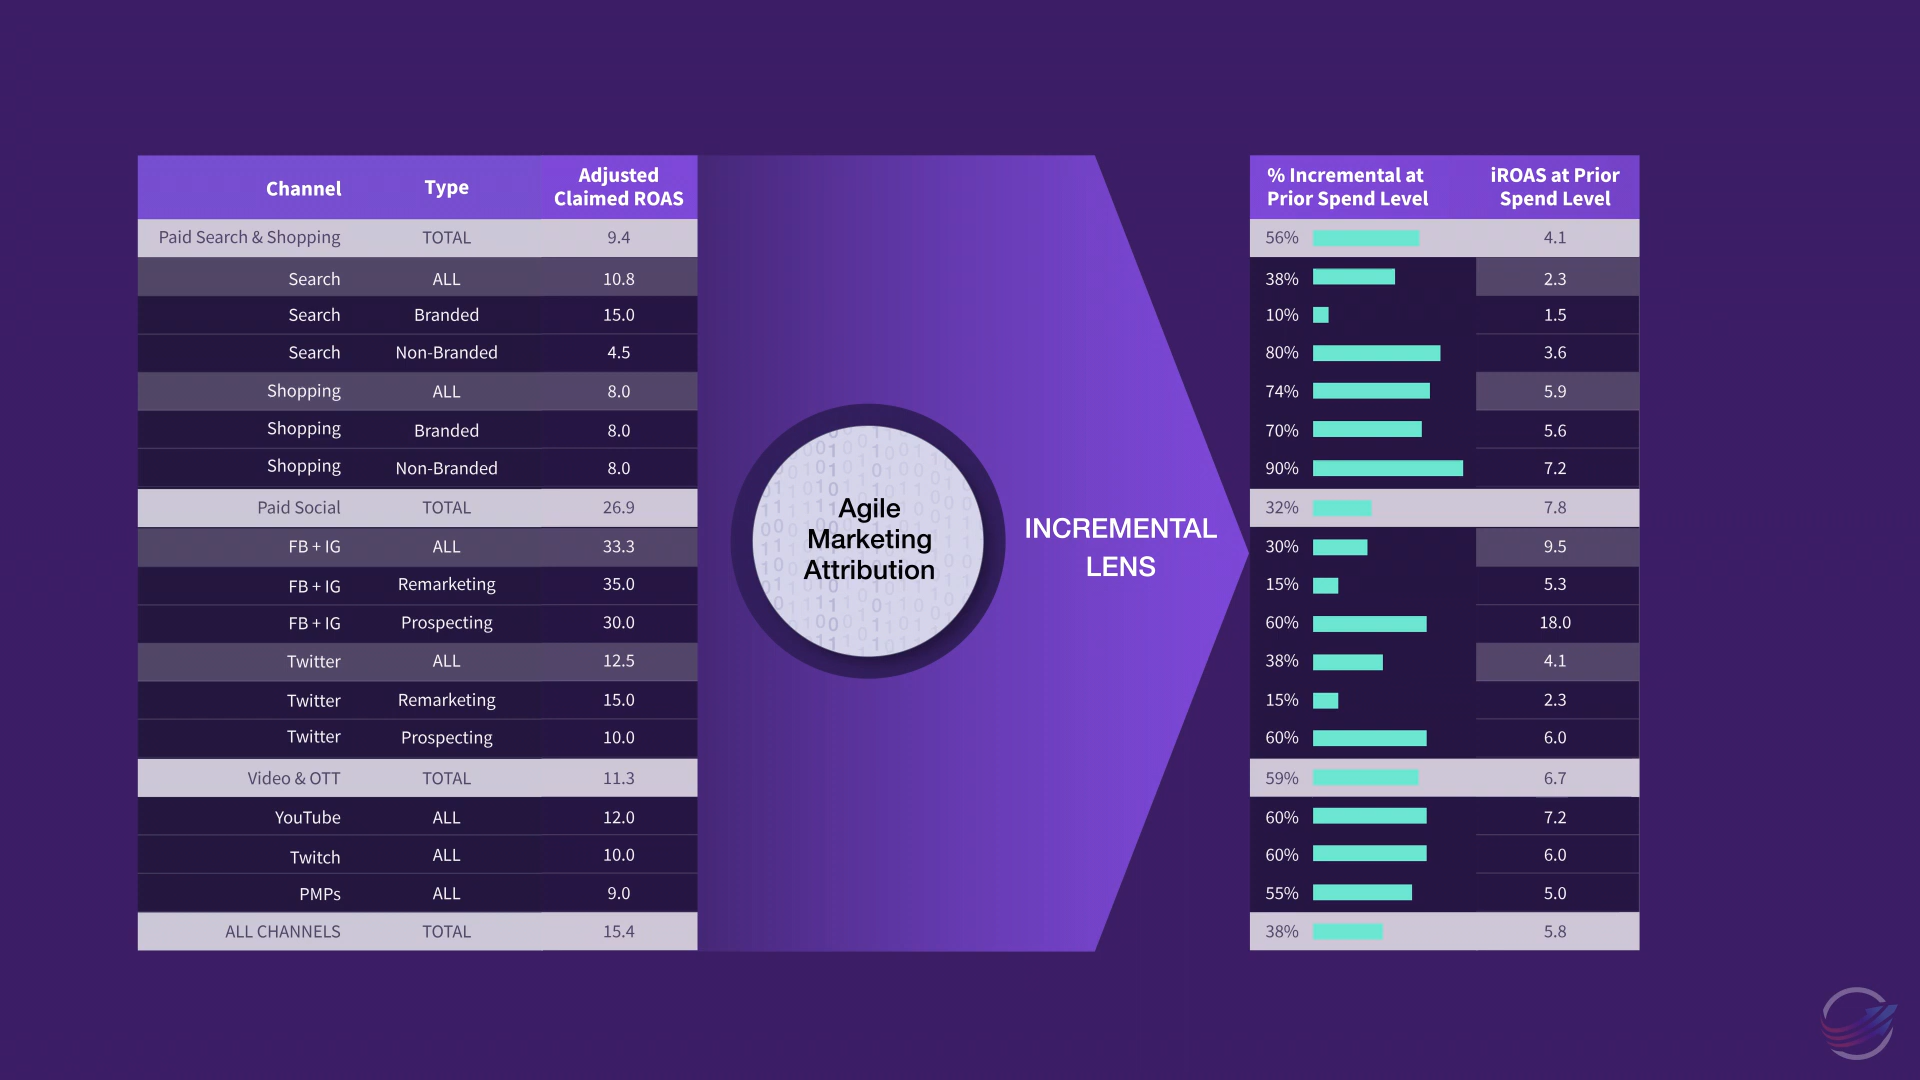 Channel Type Adjusted Claimed ROAS % Incremental at Prior Spend Level iROAS at Prior Spend Level
Paid Search & Shopping TOTAL 9.4 56% 4.1
Search ALL 10.8 38% 2.3
Search Branded 15.0 10% 1.5
Search Non-Branded 4.5 80% 3.6
Shopping ALL 8.0 74% 5.9
Shopping Branded 8.0 70% 5.6
Shopping Non-Branded 8.0 90% 7.2
Paid Social TOTAL 26.9 32% 7.8
FB + IG ALL 33.3 30% 9.5
FB + IG Remarketing 35.0 15% 5.3
FB + IG Prospecting 30.0 60% 18.0
Twitter ALL 12.5 38% 4.1
Twitter Remarketing 15.0 15% 2.3
Twitter Prospecting 10.0 60% 6.0
Video & OTT TOTAL 11.3 59% 6.7
YouTube ALL 12.0 60% 7.2
Twitch ALL 10.0 60% 6.0
PMPs ALL 9.0 55% 5.0
ALL CHANNELS TOTAL 15.4 38% 5.8
Agile
Marketing
Attribution
INCREMENTAL
LENS